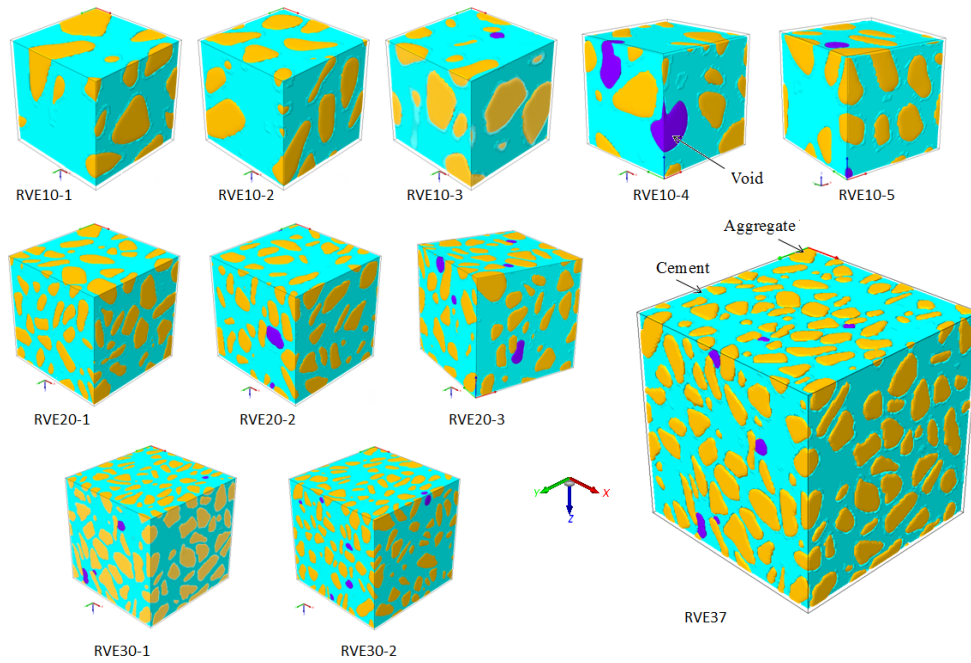 RVE10-1
RVE10-2
RVE10-3
RVE10-4
RVE10-5
Void
Aggregate
Cement
RVE20-1
RVE20-2
RVE20-3
Y
X
Z
RVE37
RVE30-1
RVE30-2